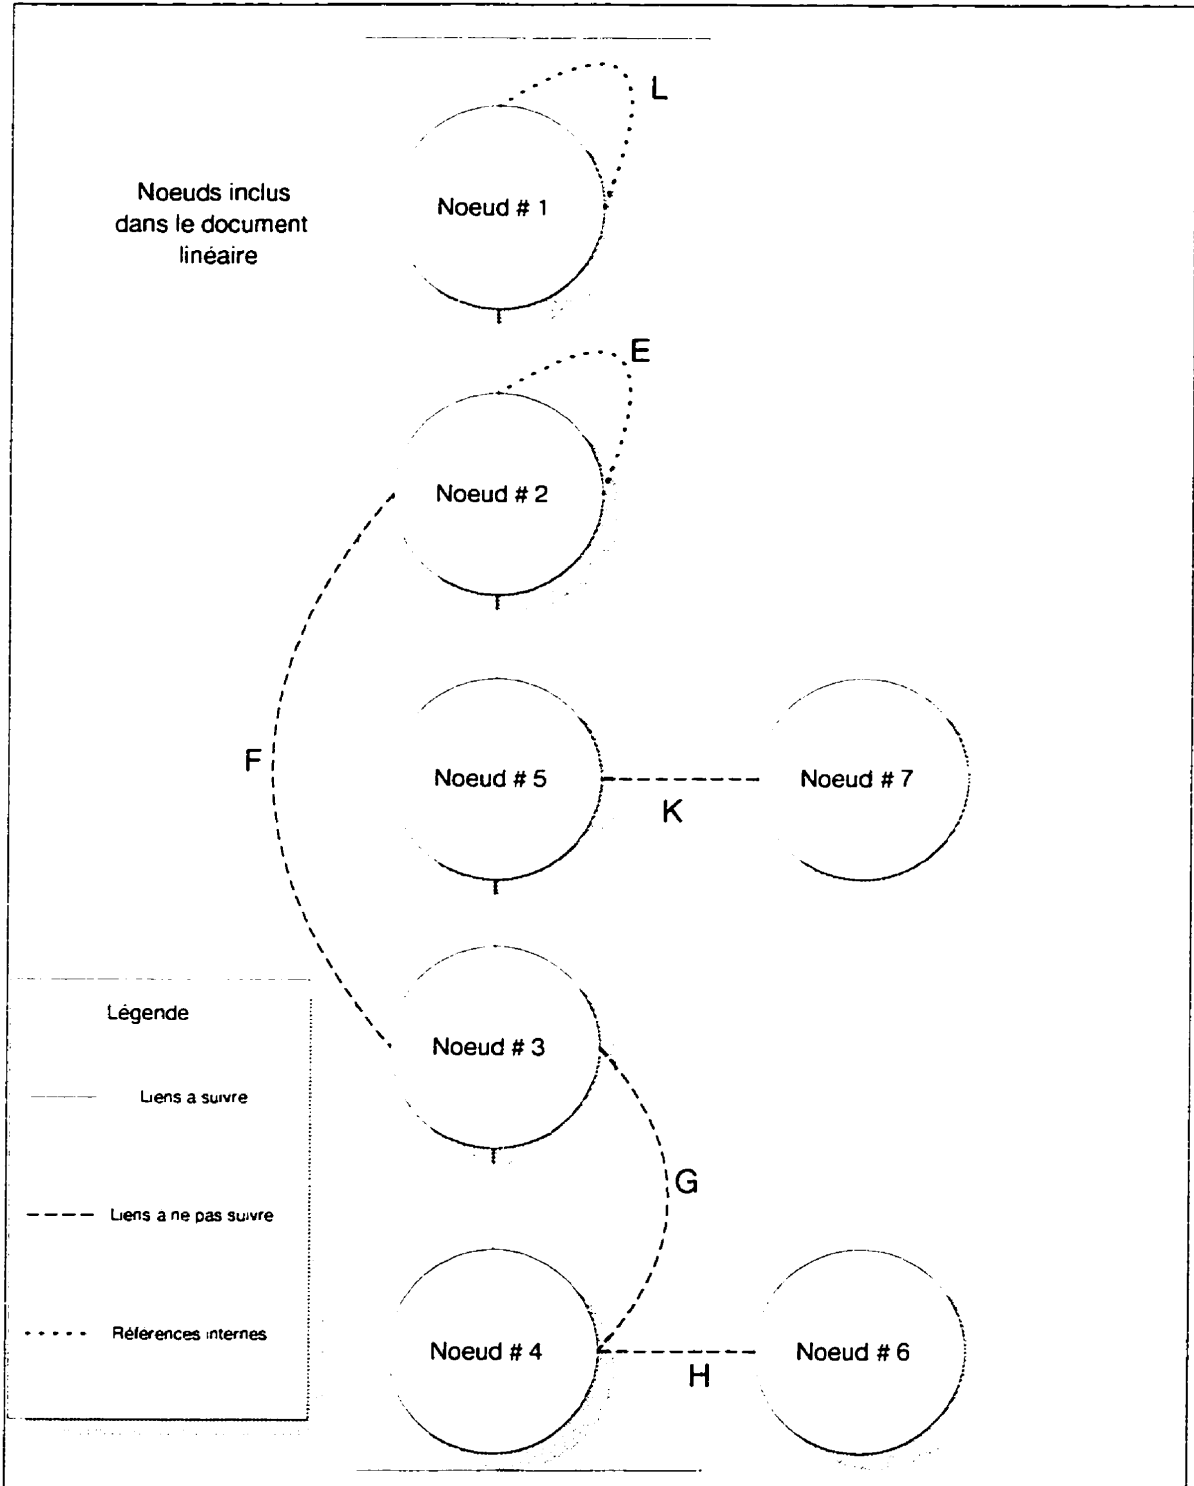 L
Noeuds inclus
dans le document
linéaire
Noeud # 1
E
Noeud # 2
F
Noeud # 5
K
Noeud # 7
Légende
Liens a suivre
Liens a ne pas suivre
Références internes
Noeud # 3
G
Noeud # 4
H
Noeud # 6